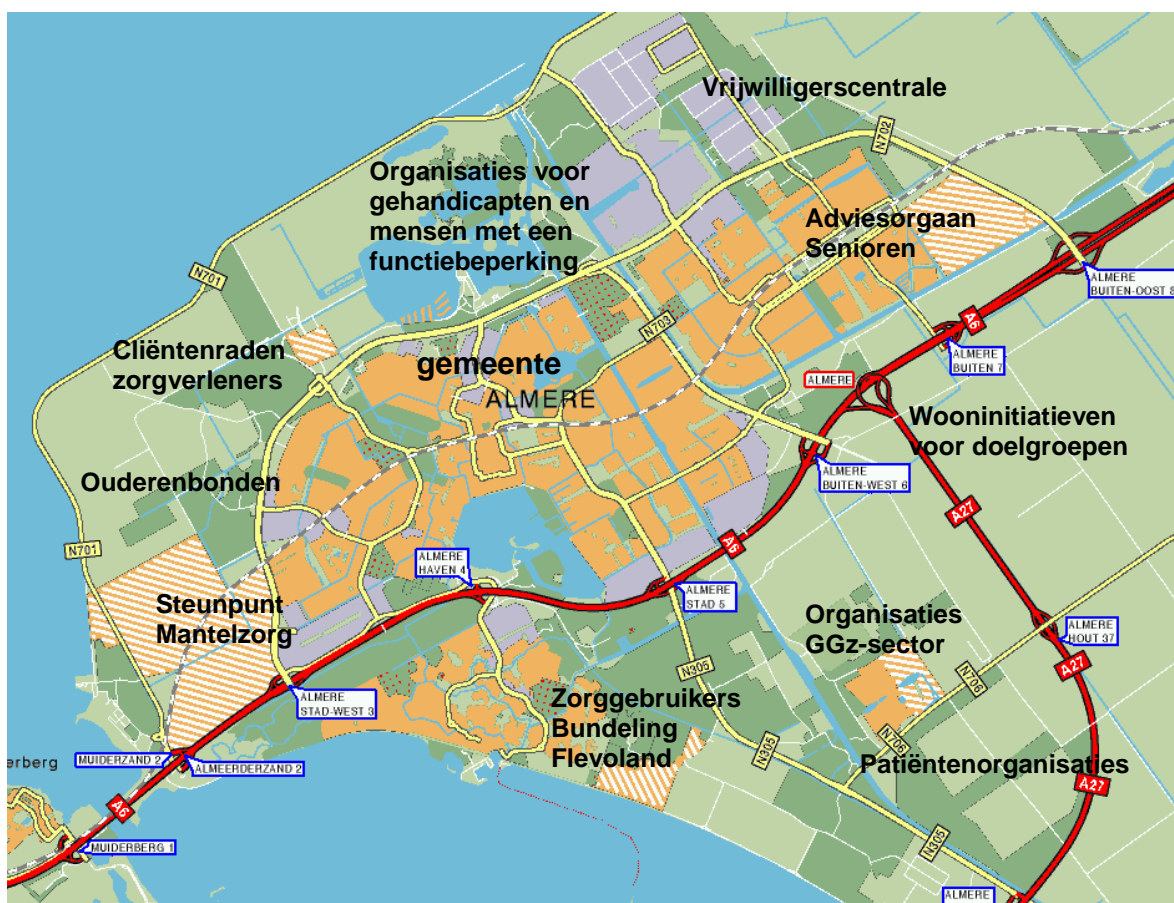 Vrijwilligerscentrale
N702
Organisaties voor
gehandicapten en
mensen met een
functiebeperking
Adviesorgaan
Senioren
N701
ALMERE
BUITEN-OOST 8
A6
N703
ALMERE
BUITEN 7
Cliëntenraden
zorgverleners
gemeente
ALMERE
ALMERE
Wooninitiatieven
voor doelgroepen
ALMERE
BUITEN-WEST 6
Ouderenbonden
A27
N701
A6
ALMERE
HAVEN 4
ALMERE
STAD 5
Steunpunt
Mantelzorg
Organisaties
GGz-sector
ALMERE
HOUT 37
A27
N305
N706
ALMERE
STAD-WEST 3
Zorggebruikers
Bundeling
Flevoland
N706
N305
Patiëntenorganisaties
MUIDERZAND 2
ALMEERDERZAND 2
erberg
A27
A6
N305
MUIDERBERG 1
ALMERE